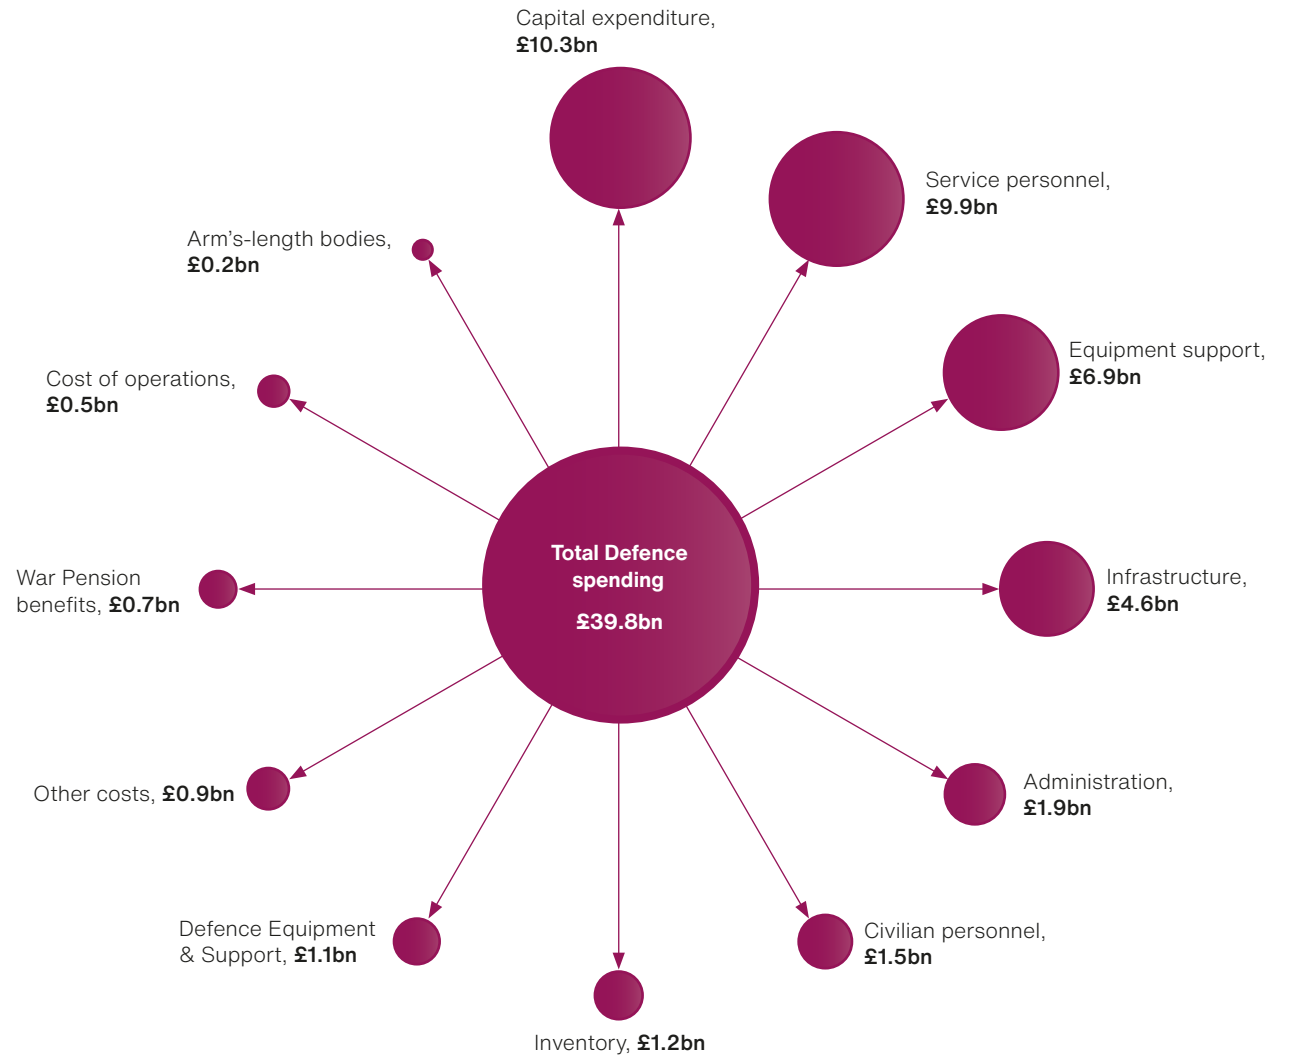 Capital expenditure,
£10.3bn
Service personnel,
£9.9bn
Equipment support,
£6.9bn
Infrastructure,
£4.6bn
Administration,
£1.9bn
Civilian personnel,
£1.5bn
Inventory, £1.2bn
Defence Equipment
& Support, £1.1bn
Other costs, £0.9bn
War Pension
benefits, £0.7bn
Cost of operations,
£0.5bn
Arm’s-length bodies,
£0.2bn
Total Defence
spending
£39.8bn